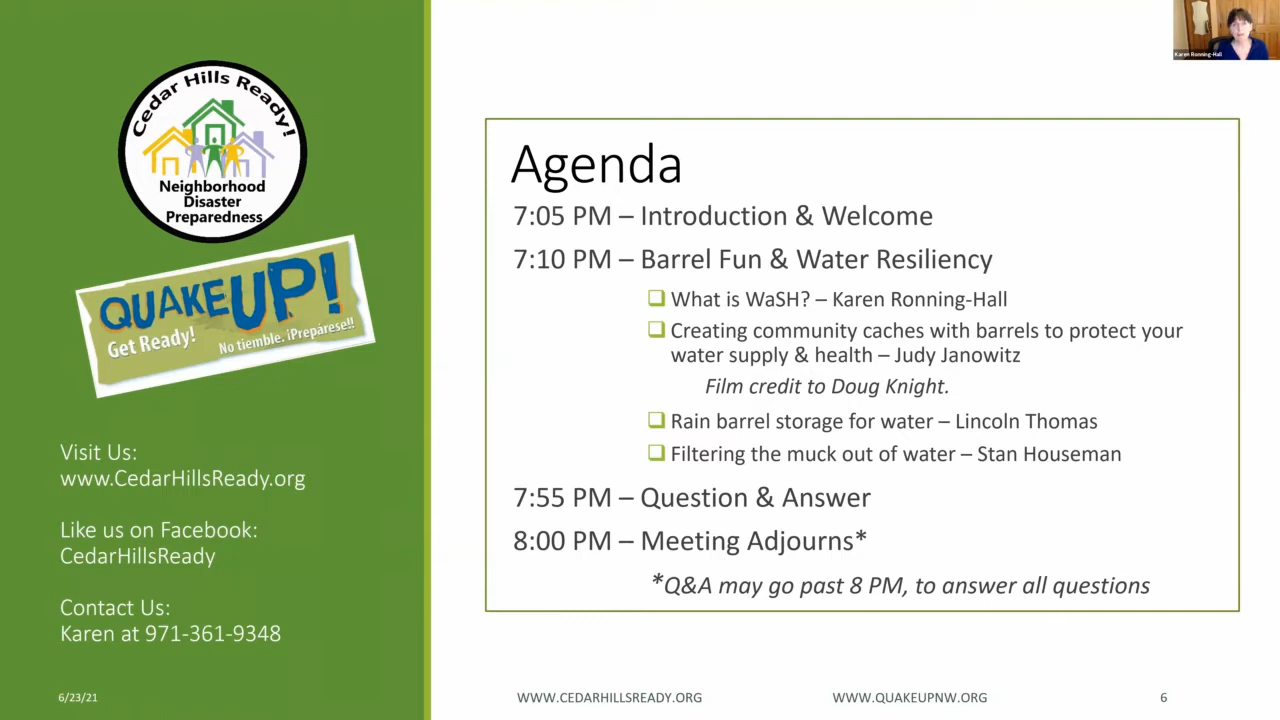 Cedar Hills Ready!
Neighborhood
Disaster
Preparedness
QUAKEUP!
Get Ready!
No tiemble. ¡Prepárese!!
Visit Us:
www.CedarHillsReady.org
Like us on Facebook:
CedarHillsReady
Contact Us:
Karen at 971-361-9348
6/23/21
Karen Ronning-Hall
Agenda
7:05 PM – Introduction & Welcome
7:10 PM – Barrel Fun & Water Resiliency
What is WaSH? – Karen Ronning-Hall
Creating community caches with barrels to protect your
water supply & health – Judy Janowitz
Film credit to Doug Knight.
Rain barrel storage for water – Lincoln Thomas
Filtering the muck out of water – Stan Houseman
7:55 PM – Question & Answer
8:00 PM – Meeting Adjourns*
*Q&A may go past 8 PM, to answer all questions
WWW.CEDARHILLSREADY.ORG
WWW.QUAKEUPNW.ORG
6